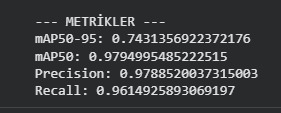 --- METRİKLER ---
mAP50-95: 0.7431356922372176
mAP50: 0.9794995485222515
Precision: 0.9788520037315003
Recall: 0.9614925893069197